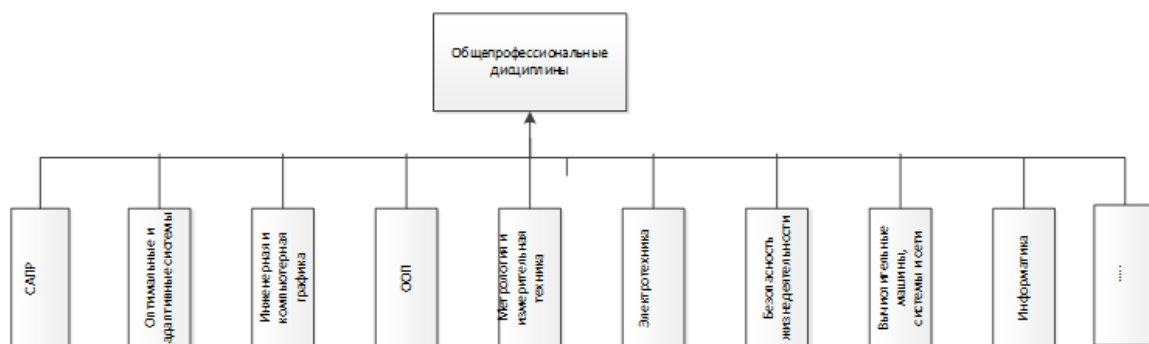 Общепрофессиональные
дисциплины
САПР
Оптимальные и
адаптивные системы
Инженерная и
компьютерная
графика
ООП
Метрология и
измерительная
техника
Электротехника
Безопасность
жизнедеятельности
Вычислительные
машины,
системы и сети
Информатика
.....